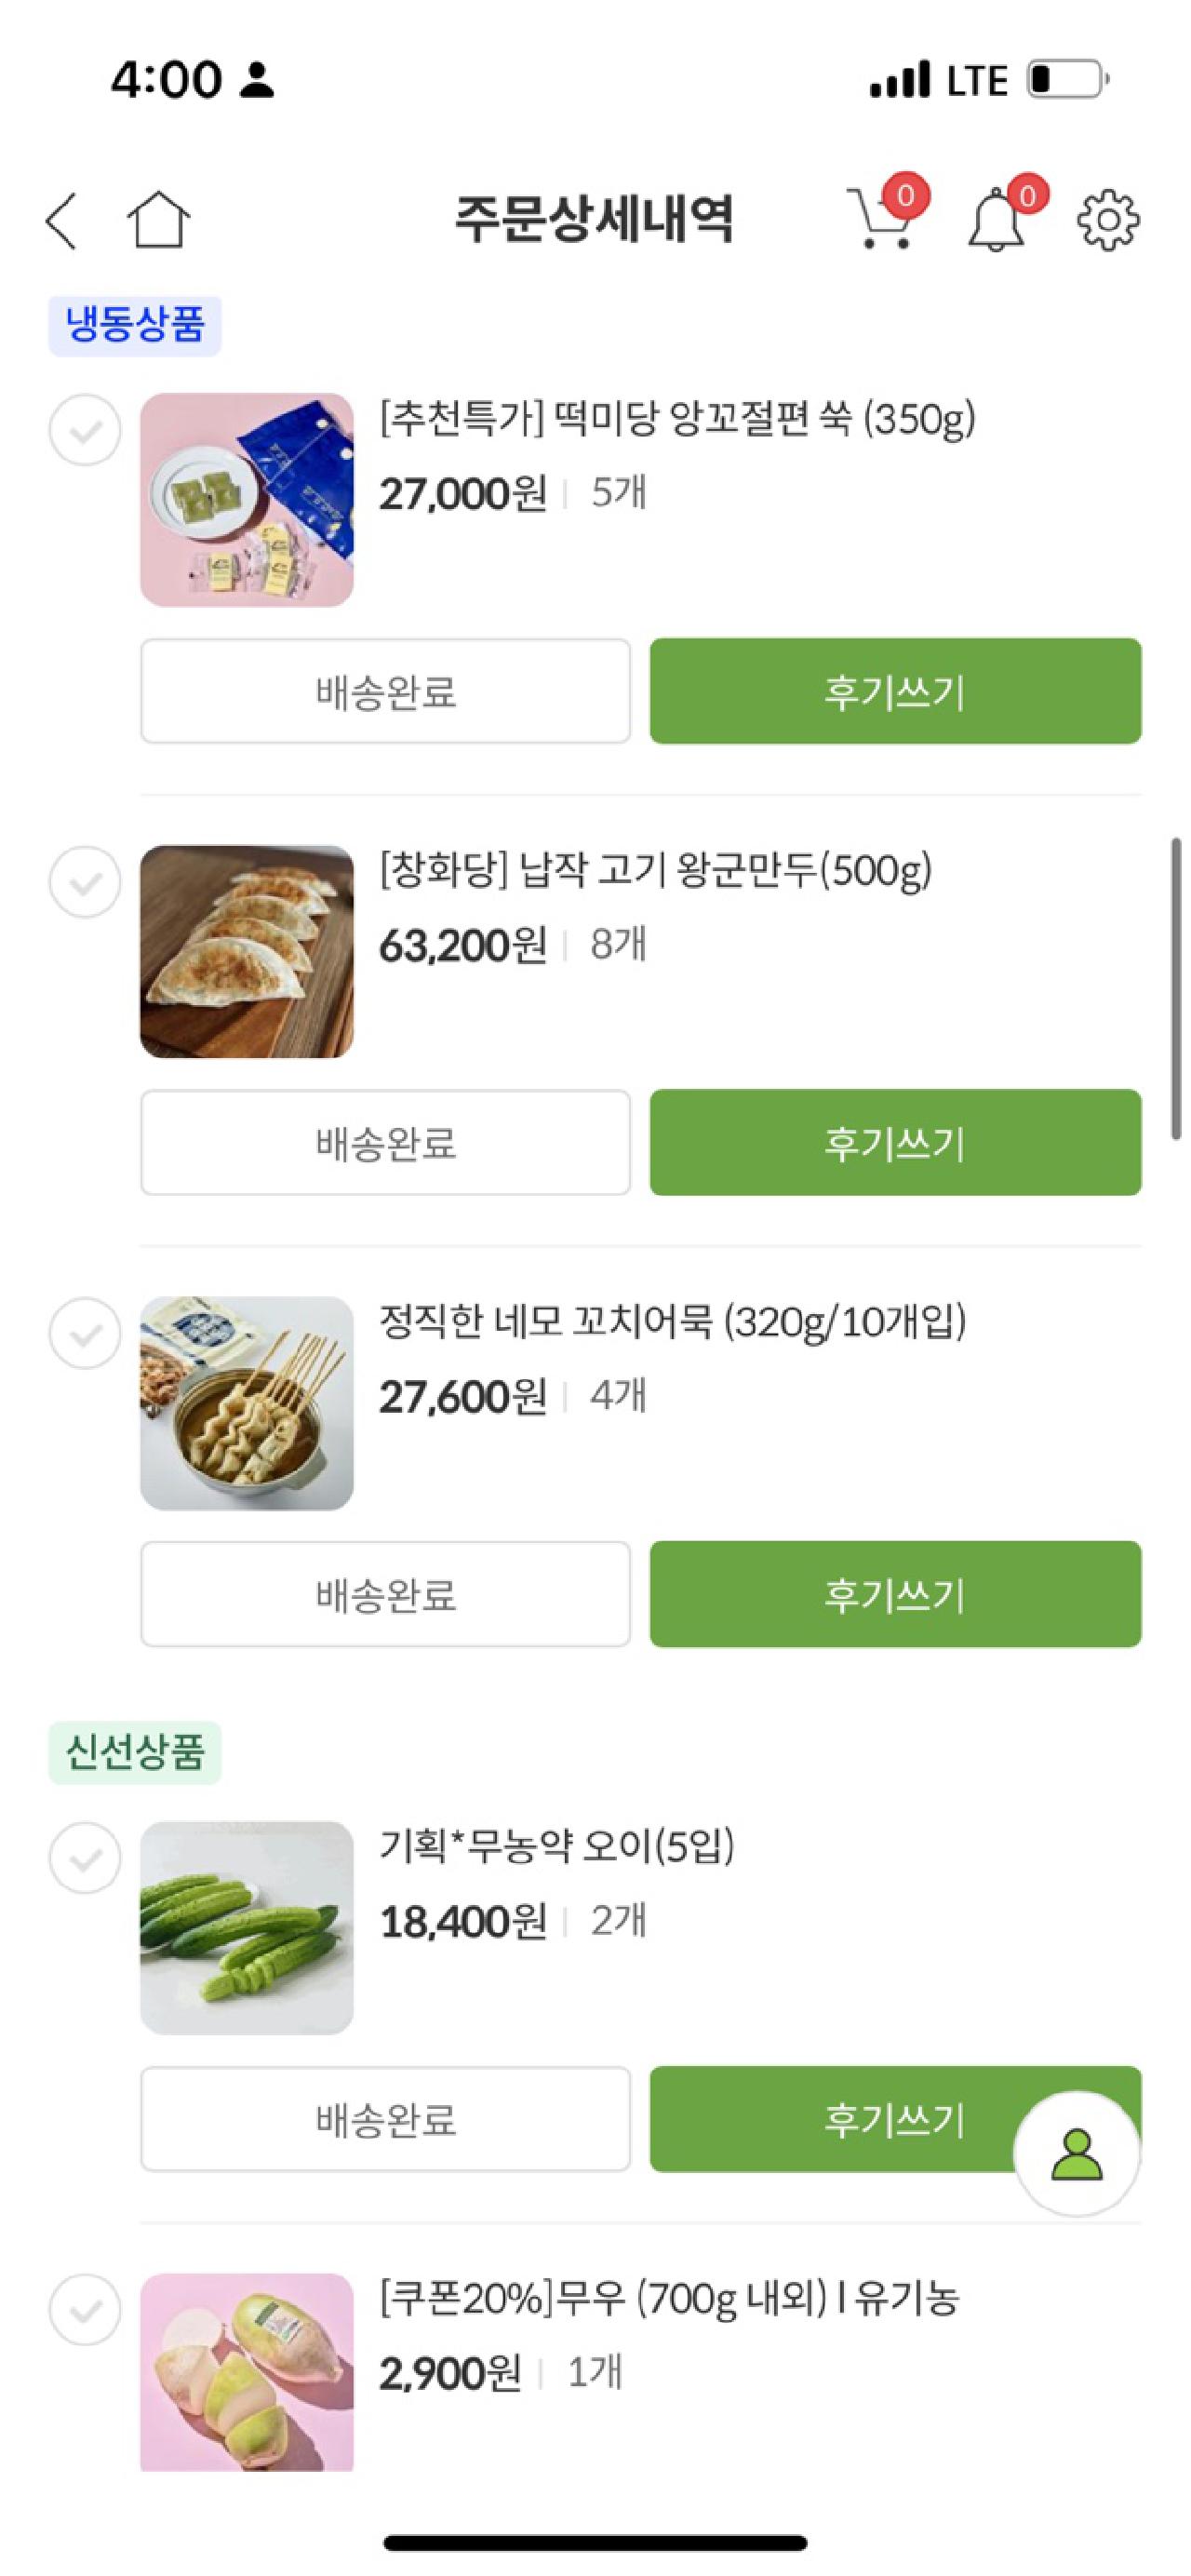 4:00
LTE
주문상세내역
0
0
냉동상품
[추천특가] 떡미당 앙꼬절편 쑥 (350g)
27,000원 | 5개
배송완료
후기쓰기
[창화당] 납작 고기 왕군만두(500g)
63,200원 | 8개
배송완료
후기쓰기
정직한 네모 꼬치어묵 (320g/10개입)
27,600원 | 4개
배송완료
후기쓰기
신선상품
기획*무농약 오이(5입)
18,400원 | 2개
배송완료
후기쓰기
[쿠폰20%]무우 (700g 내외) l 유기농
2,900원 | 1개